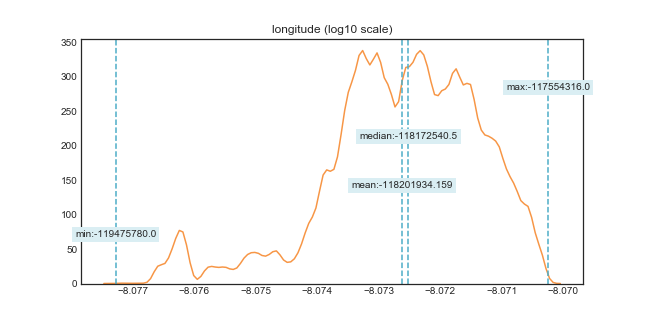 longitude (log10 scale)
350
300
250
200
150
100
50
0
max:-117554316.0
median:-118172540.5
mean:-118201934.159
min:-119475780.0
−8.077 −8.076 −8.075 −8.074 −8.073 −8.072 −8.071 −8.070